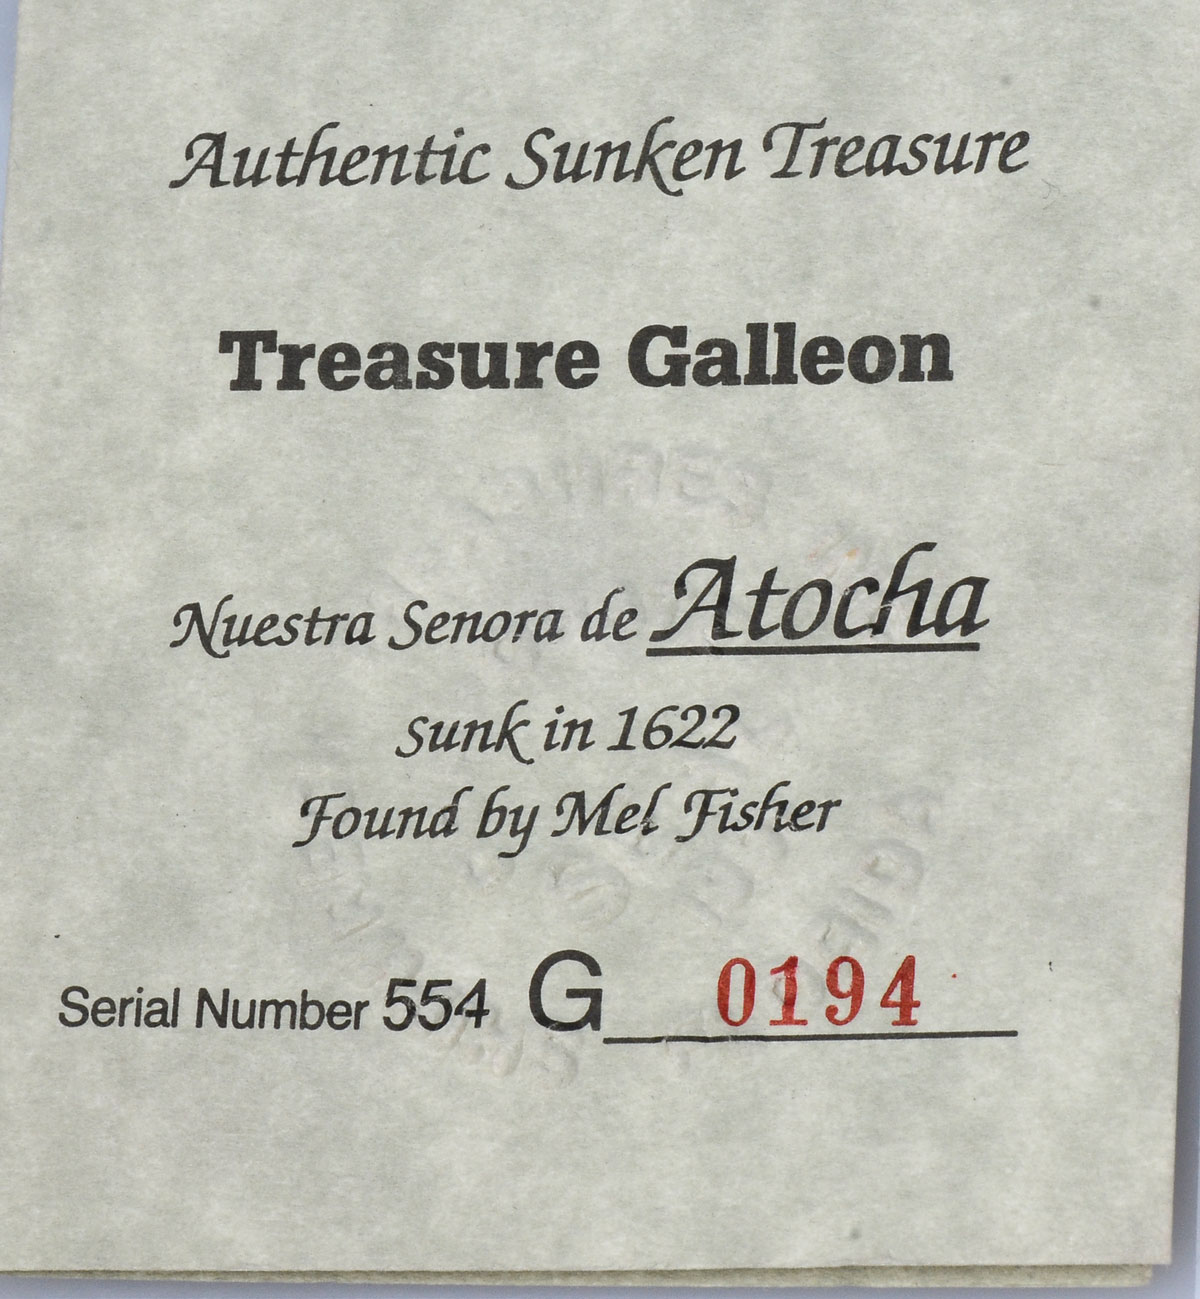 Authentic Sunken Treasure
Treasure Galleon
Nuestra Senora de Atocha
sunk in 1622
Found by Mel Fisher
Serial Number 554 G 0194